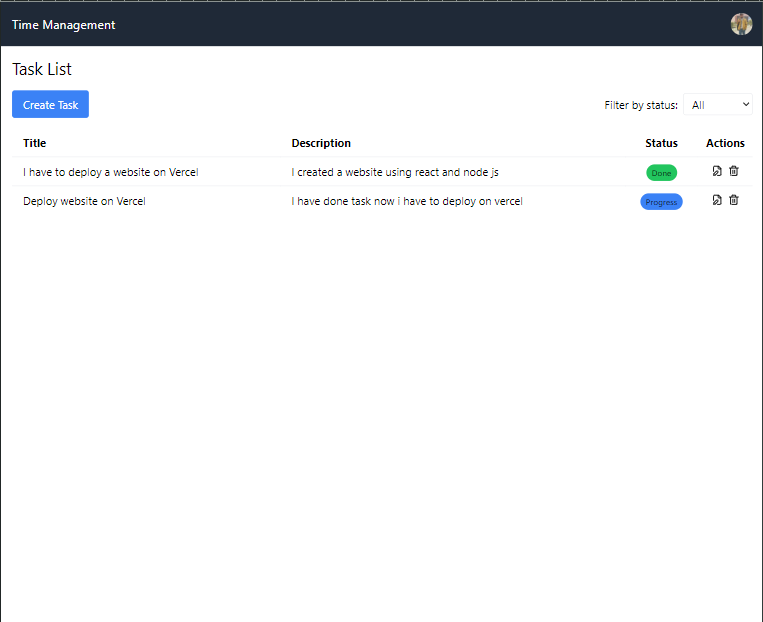 Time Management
Task List
Create Task
Filter by status: All
Title Description Status Actions
I have to deploy a website on Vercel I created a website using react and node js Done
Deploy website on Vercel I have done task now i have to deploy on vercel Progress